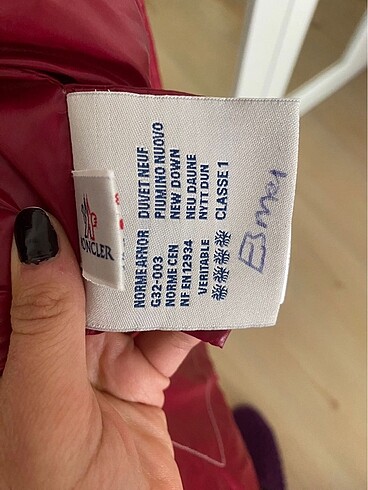 MONCLER
NORME AFNOR
G32-003
NORME CEN
NF EN 12934
VERITABLE
DUVET NEUF
PIUMINO NUOVO
NEW DOWN
NEU DAUNE
NYTT DUN
CLASSE 1